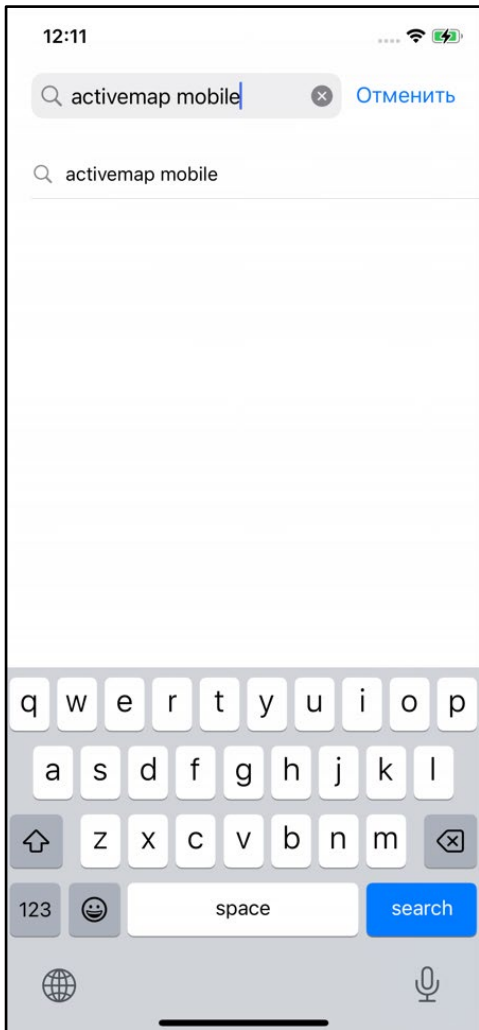 12:11
activemap mobile Отменить
activemap mobile
q w e r t y u i o p
a s d f g h j k l
z x c v b n m
123 space search